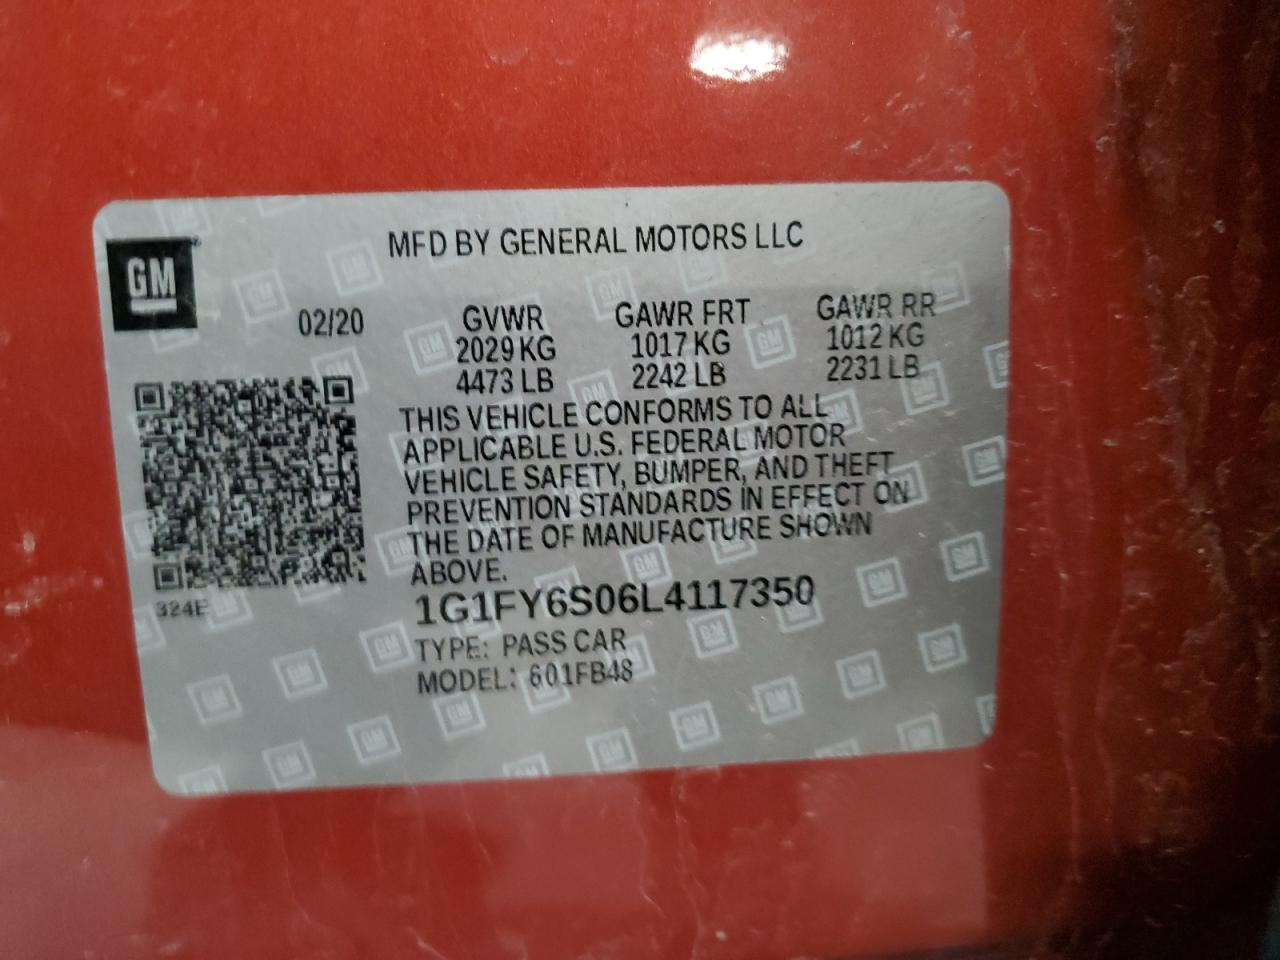 MFD BY GENERAL MOTORS LLC
GM
02/20
GVWR GAWR FRT GAWR RR
2029 KG 1017 KG 1012 KG
4473 LB 2242 LB 2231 LB
THIS VEHICLE CONFORMS TO ALL
APPLICABLE U.S. FEDERAL MOTOR
VEHICLE SAFETY, BUMPER, AND THEFT
PREVENTION STANDARDS IN EFFECT ON
THE DATE OF MANUFACTURE SHOWN
ABOVE.
324E
1G1FY6S06L4117350
TYPE: PASS CAR
MODEL: 601FB48